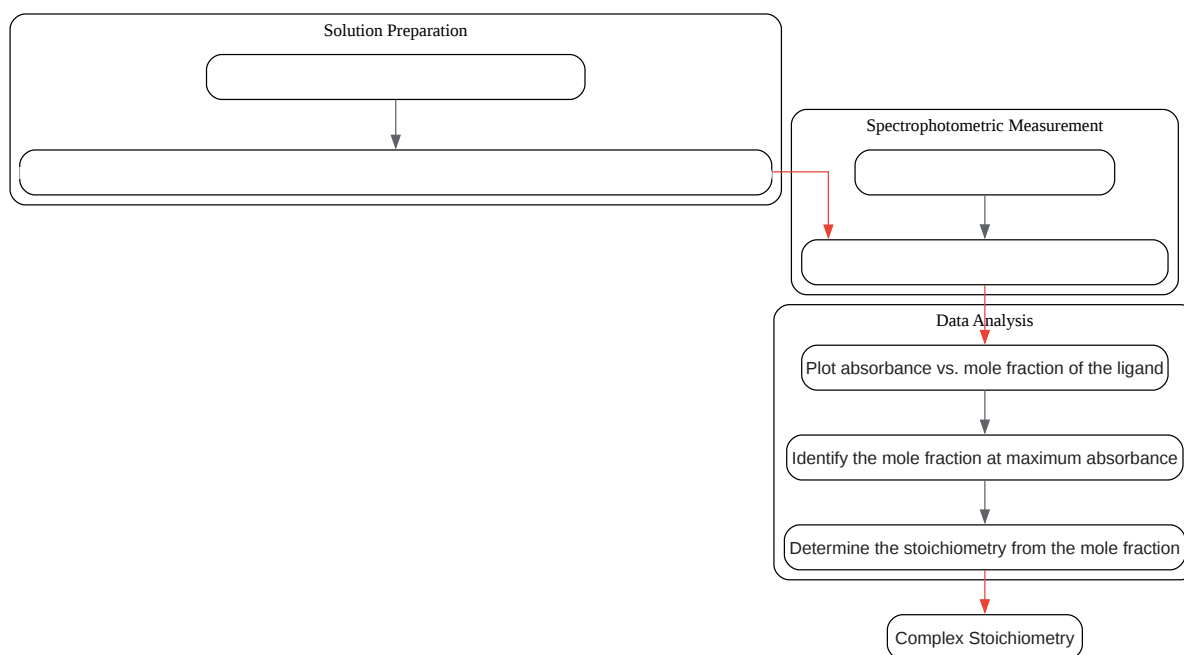 Solution Preparation
Spectrophotometric Measurement
Data Analysis
Plot absorbance vs. mole fraction of the ligand
Identify the mole fraction at maximum absorbance
Determine the stoichiometry from the mole fraction
Complex Stoichiometry